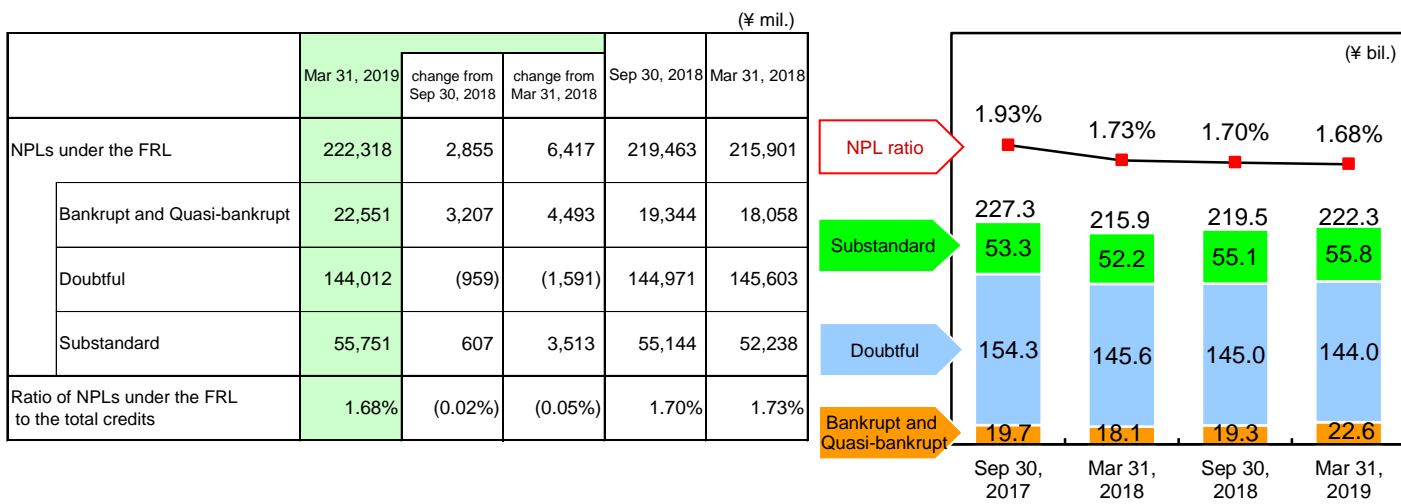 (¥ mil.)
Mar 31, 2019 change from Sep 30, 2018 change from Mar 31, 2018 Sep 30, 2018 Mar 31, 2018
NPLs under the FRL 222,318 2,855 6,417 219,463 215,901
Bankrupt and Quasi-bankrupt 22,551 3,207 4,493 19,344 18,058
Doubtful 144,012 (959) (1,591) 144,971 145,603
Substandard 55,751 607 3,513 55,144 52,238
Ratio of NPLs under the FRL
to the total credits 1.68% (0.02%) (0.05%) 1.70% 1.73%
(¥ bil.)
NPL ratio
1.93% 1.73% 1.70% 1.68%
227.3 215.9 219.5 222.3
Substandard
53.3 52.2 55.1 55.8
Doubtful
154.3 145.6 145.0 144.0
Bankrupt and
Quasi-bankrupt
19.7 18.1 19.3 22.6
Sep 30, 2017
Mar 31, 2018
Sep 30, 2018
Mar 31, 2019